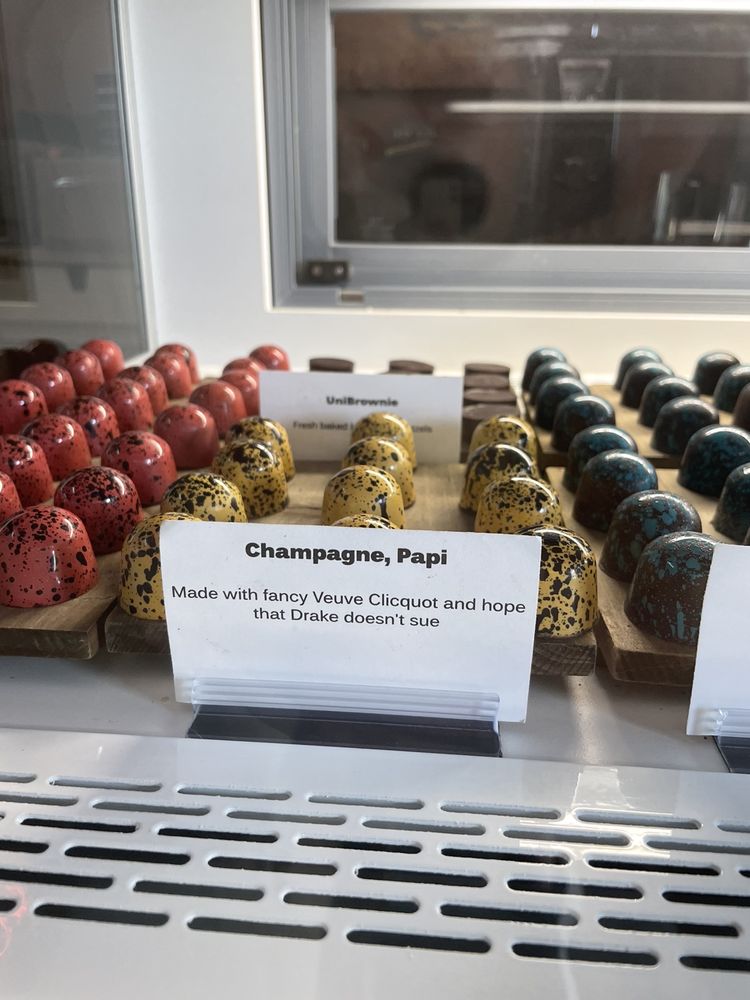 UniBrownie
Fresh baked
Champagne, Papi
Made with fancy Veuve Clicquot and hope
that Drake doesn't sue